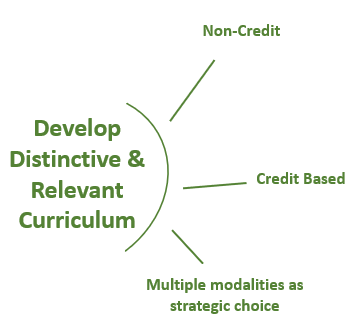 Non-Credit
Develop
Distinctive &
Relevant
Curriculum
Credit Based
Multiple modalities as
strategic choice